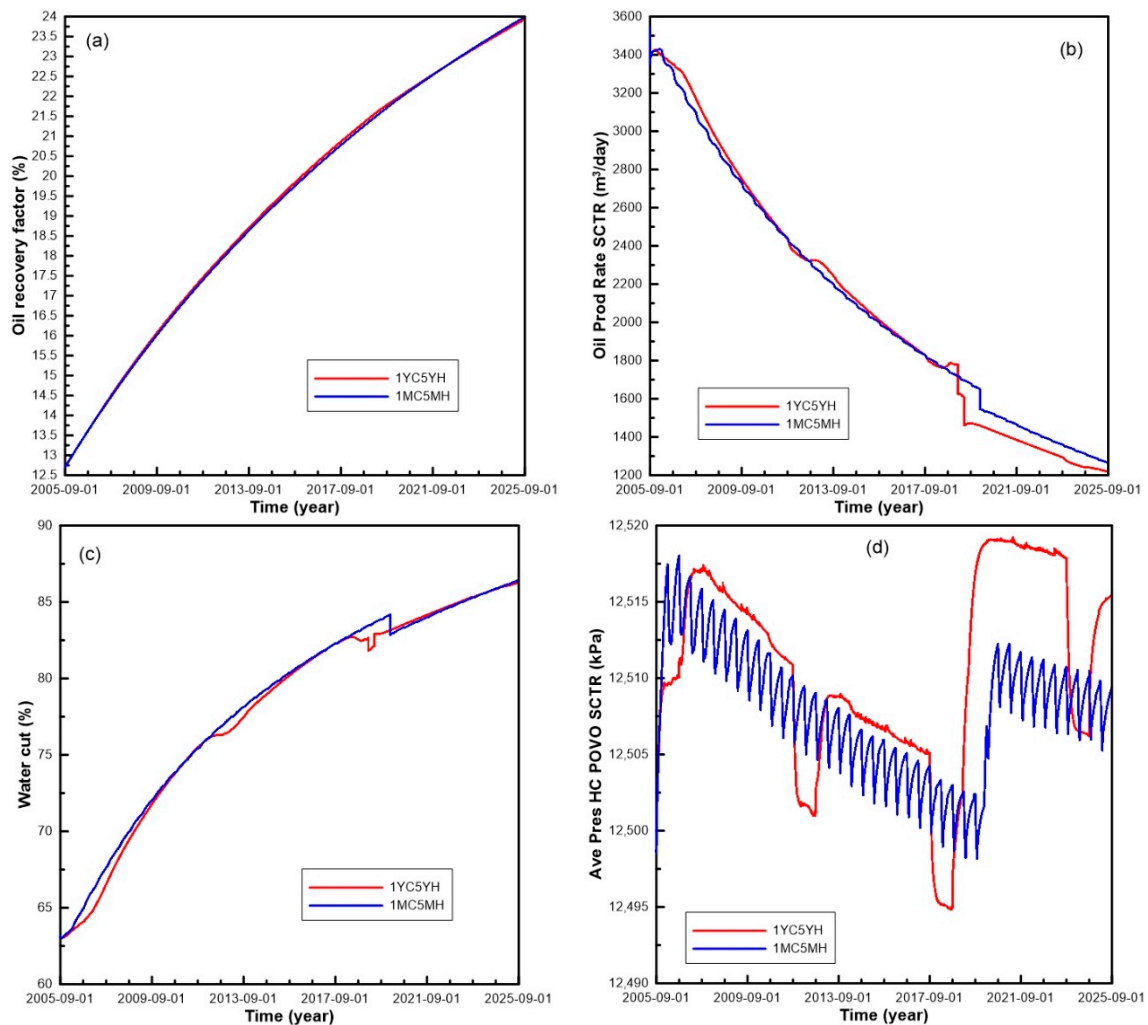 (a)
Oil recovery factor (%)
24
23.5
23
22.5
22
21.5
21
20.5
20
19.5
19
18.5
18
17.5
17
16.5
16
15.5
15
14.5
14
13.5
13
12.5
1YC5YH
1MC5MH
2005-09-01 2009-09-01 2013-09-01 2017-09-01 2021-09-01 2025-09-01
Time (year)
(b)
Oil Prod Rate SCTR (m³/day)
3600
3400
3200
3000
2800
2600
2400
2200
2000
1800
1600
1400
1200
1YC5YH
1MC5MH
2005-09-01 2009-09-01 2013-09-01 2017-09-01 2021-09-01 2025-09-01
Time (year)
(c)
Water cut (%)
90
85
80
75
70
65
60
1YC5YH
1MC5MH
2005-09-01 2009-09-01 2013-09-01 2017-09-01 2021-09-01 2025-09-01
Time (year)
(d)
Ave Pres HC POVO SCTR (kPa)
12,520
12,515
12,510
12,505
12,500
12,495
12,490
1YC5YH
1MC5MH
2005-09-01 2009-09-01 2013-09-01 2017-09-01 2021-09-01 2025-09-01
Time (year)